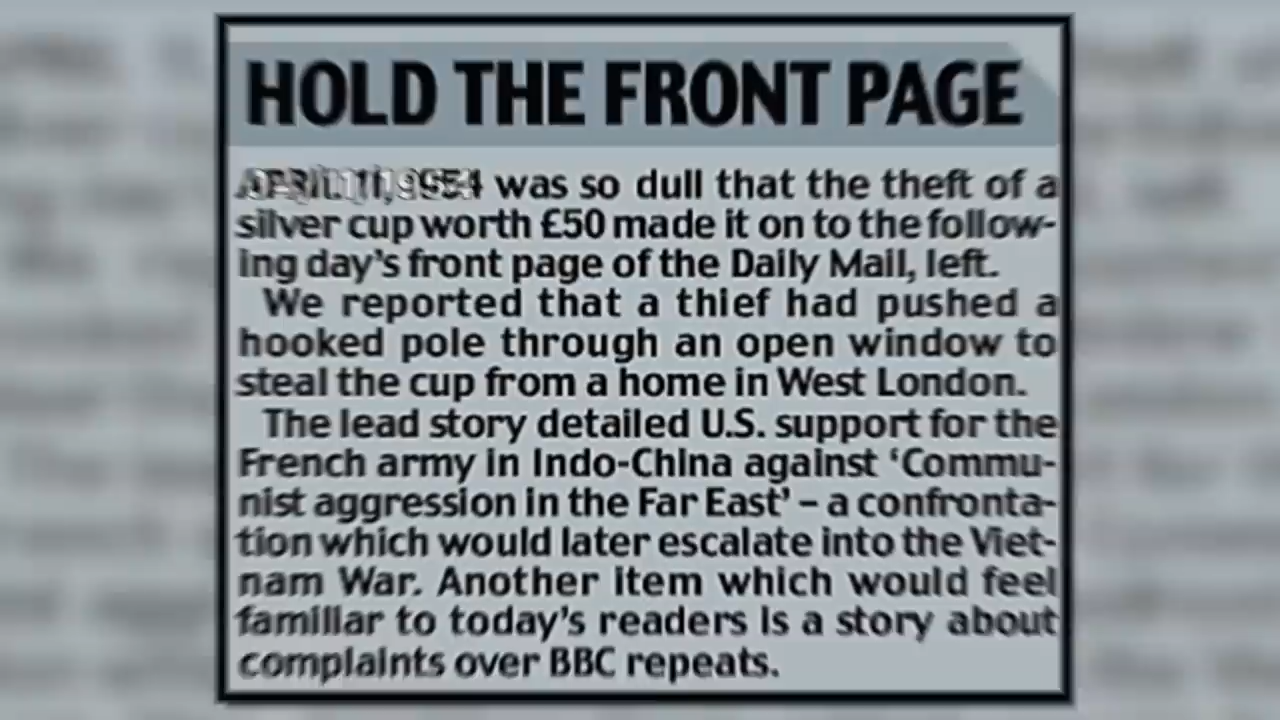 HOLD THE FRONT PAGE
APRIL 11, 1954 was so dull that the theft of a
silver cup worth £50 made it on to the follow-
ing day's front page of the Daily Mail, left.
We reported that a thief had pushed a
hooked pole through an open window to
steal the cup from a home in West London.
The lead story detailed U.S. support for the
French army in Indo-China against ‘Commu-
nist aggression in the Far East’ – a confronta-
tion which would later escalate into the Viet-
nam War. Another item which would feel
familiar to today's readers is a story about
complaints over BBC repeats.